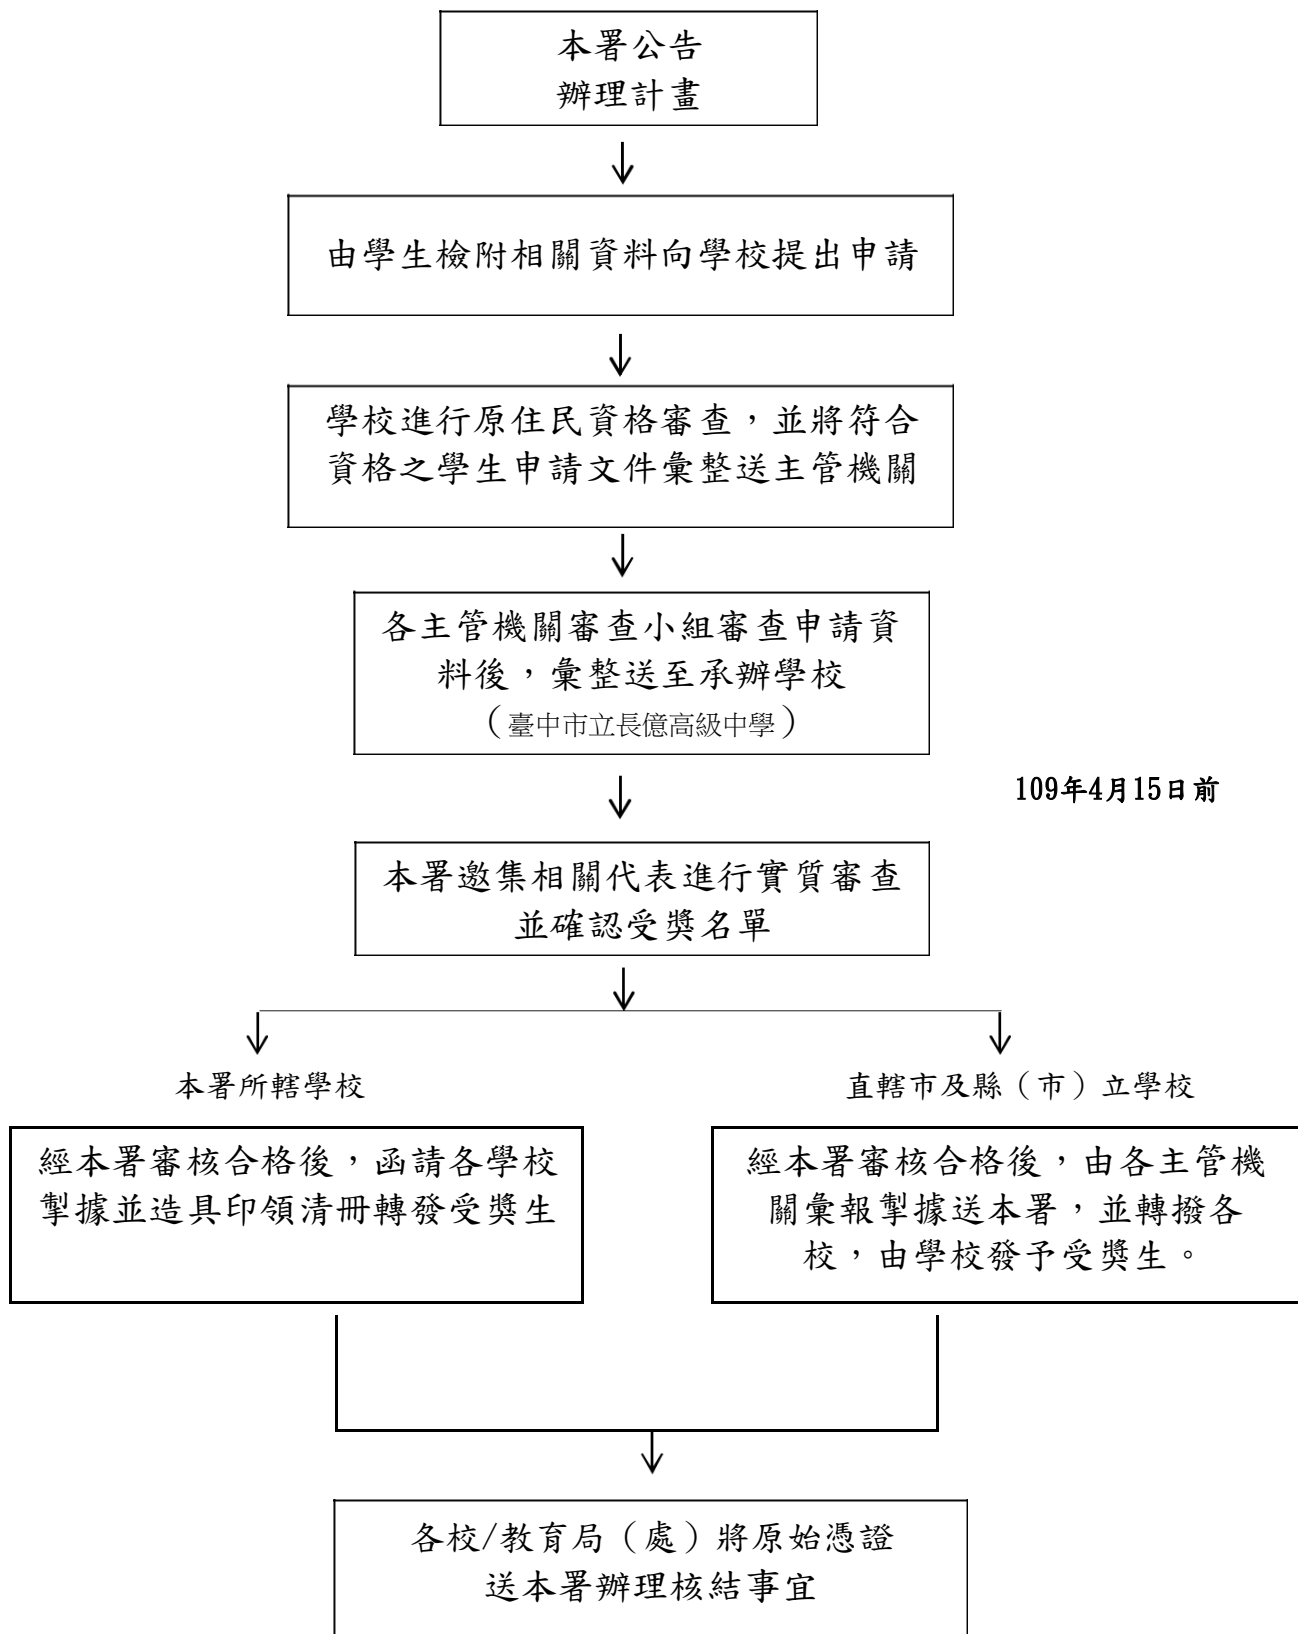 本署公告
辦理計畫
由學生檢附相關資料向學校提出申請
學校進行原住民資格審查，並將符合
資格之學生申請文件彙整送主管機關
各主管機關審查小組審查申請資
料後，彙整送至承辦學校
（臺中市立長億高級中學）
109年4月15日前
本署邀集相關代表進行實質審查
並確認受獎名單
本署所轄學校
經本署審核合格後，函請各學校
掣據並造具印領清冊轉發受獎生
直轄市及縣（市）立學校
經本署審核合格後，由各主管機
關彙報掣據送本署，並轉撥各
校，由學校發予受獎生。
各校/教育局（處）將原始憑證
送本署辦理核結事宜